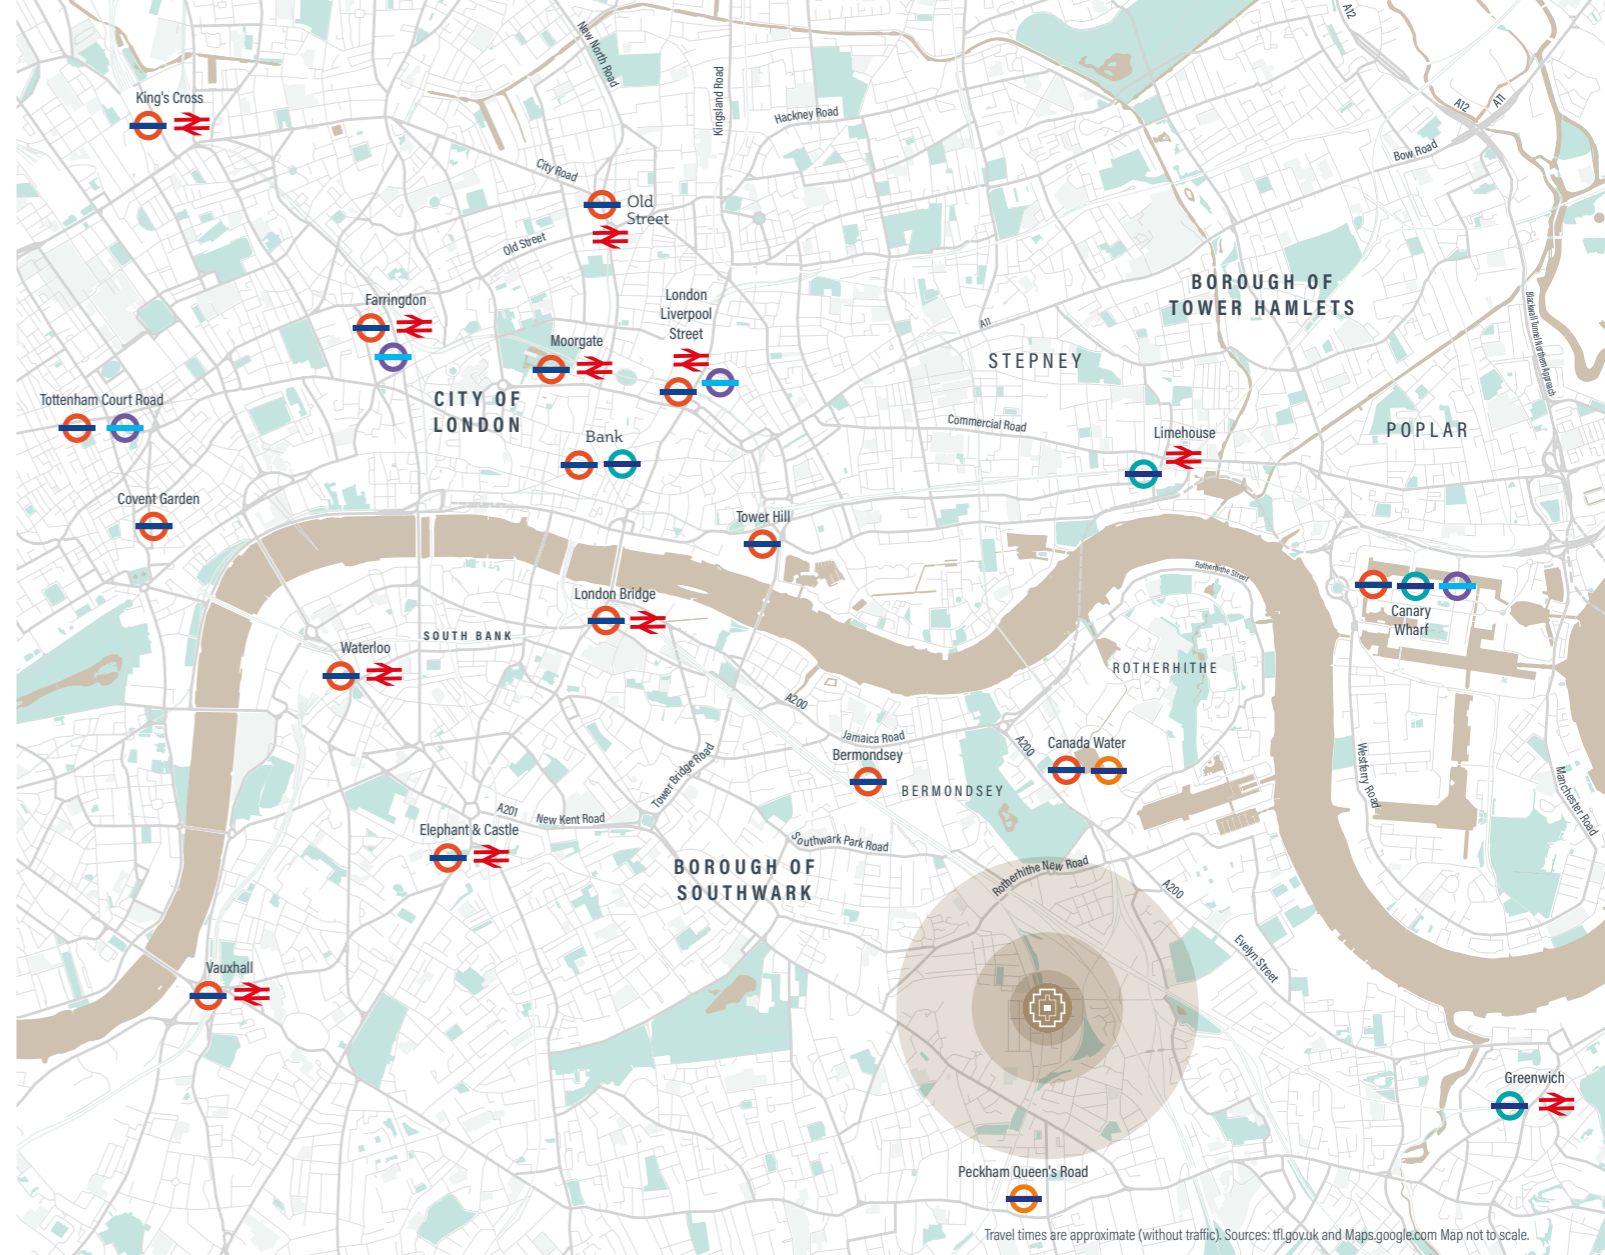 A12
New North Road
Kingsland Road
King's Cross
Hackney Road
A12
A11
Bow Road
City Road
Old
Street
Old Street
BOROUGH OF
TOWER HAMLETS
Farringdon
London
Liverpool
Street
Blackwall Tunnel Northern Approach
A11
Moorgate
STEPNEY
Tottenham Court Road
CITY OF
LONDON
Commercial Road
Limehouse
POPLAR
Bank
Covent Garden
Tower Hill
Rotherhithe Street
London Bridge
Canary
Wharf
SOUTH BANK
Waterloo
ROTHERHITHE
A200
Jamaica Road
A200
Canada Water
Bermondsey
BERMONDSEY
Tower Bridge Road
Westferry Road
Manchester Road
A201
New Kent Road
Elephant & Castle
Southwark Park Road
BOROUGH OF
SOUTHWARK
Rotherhithe New Road
A200
Evelyn Street
Vauxhall
Greenwich
Peckham Queen's Road
Travel times are approximate (without traffic). Sources: tfl.gov.uk and Maps.google.com Map not to scale.